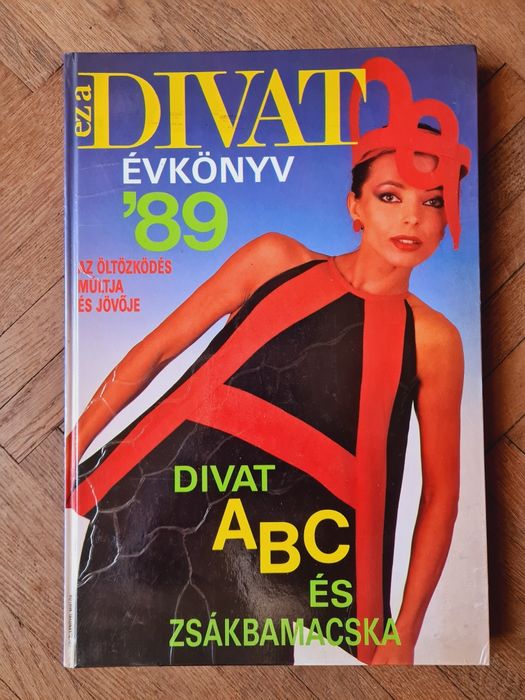 ez a
DIVAT
ÉVKÖNYV
'89
AZ ÖLTÖZKÖDÉS
MÚLTJA
ÉS JÖVŐJE
DIVAT
ABC
ÉS
ZSÁKBAMACSKA